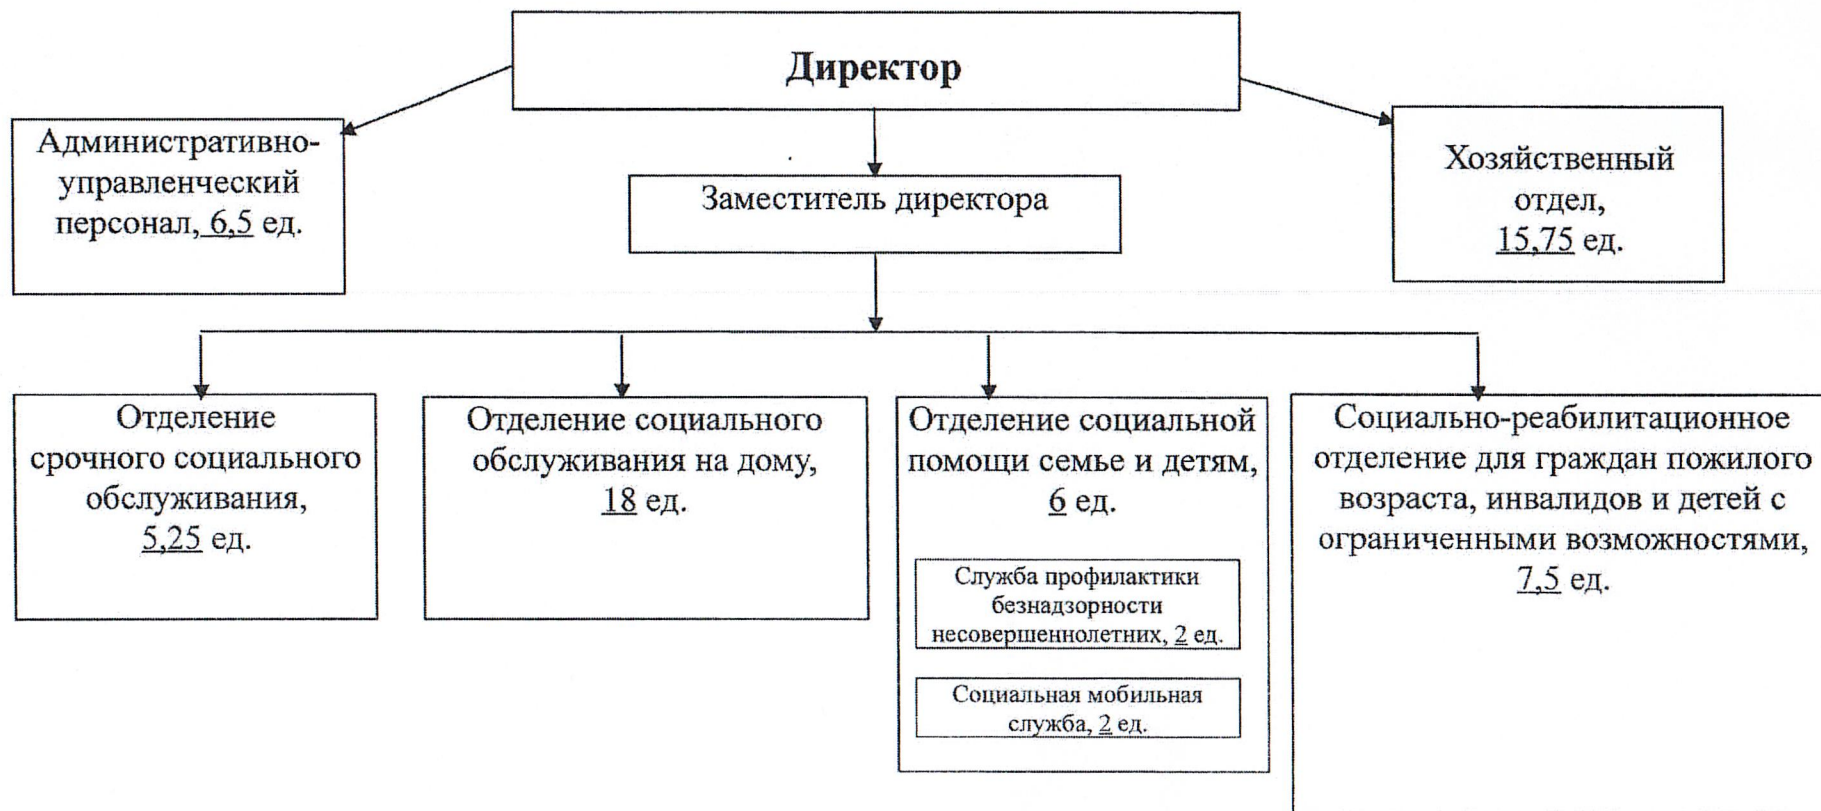 Директор
Административно-
управленческий
персонал, 6,5 ед.
Заместитель директора
Хозяйственный
отдел,
15,75 ед.
Отделение
срочного социального
обслуживания,
5,25 ед.
Отделение социального
обслуживания на дому,
18 ед.
Отделение социальной
помощи семье и детям,
6 ед.
Служба профилактики
безнадзорности
несовершеннолетних, 2 ед.
Социальная мобильная
служба, 2 ед.
Социально-реабилитационное
отделение для граждан пожилого
возраста, инвалидов и детей с
ограниченными возможностями,
7,5 ед.